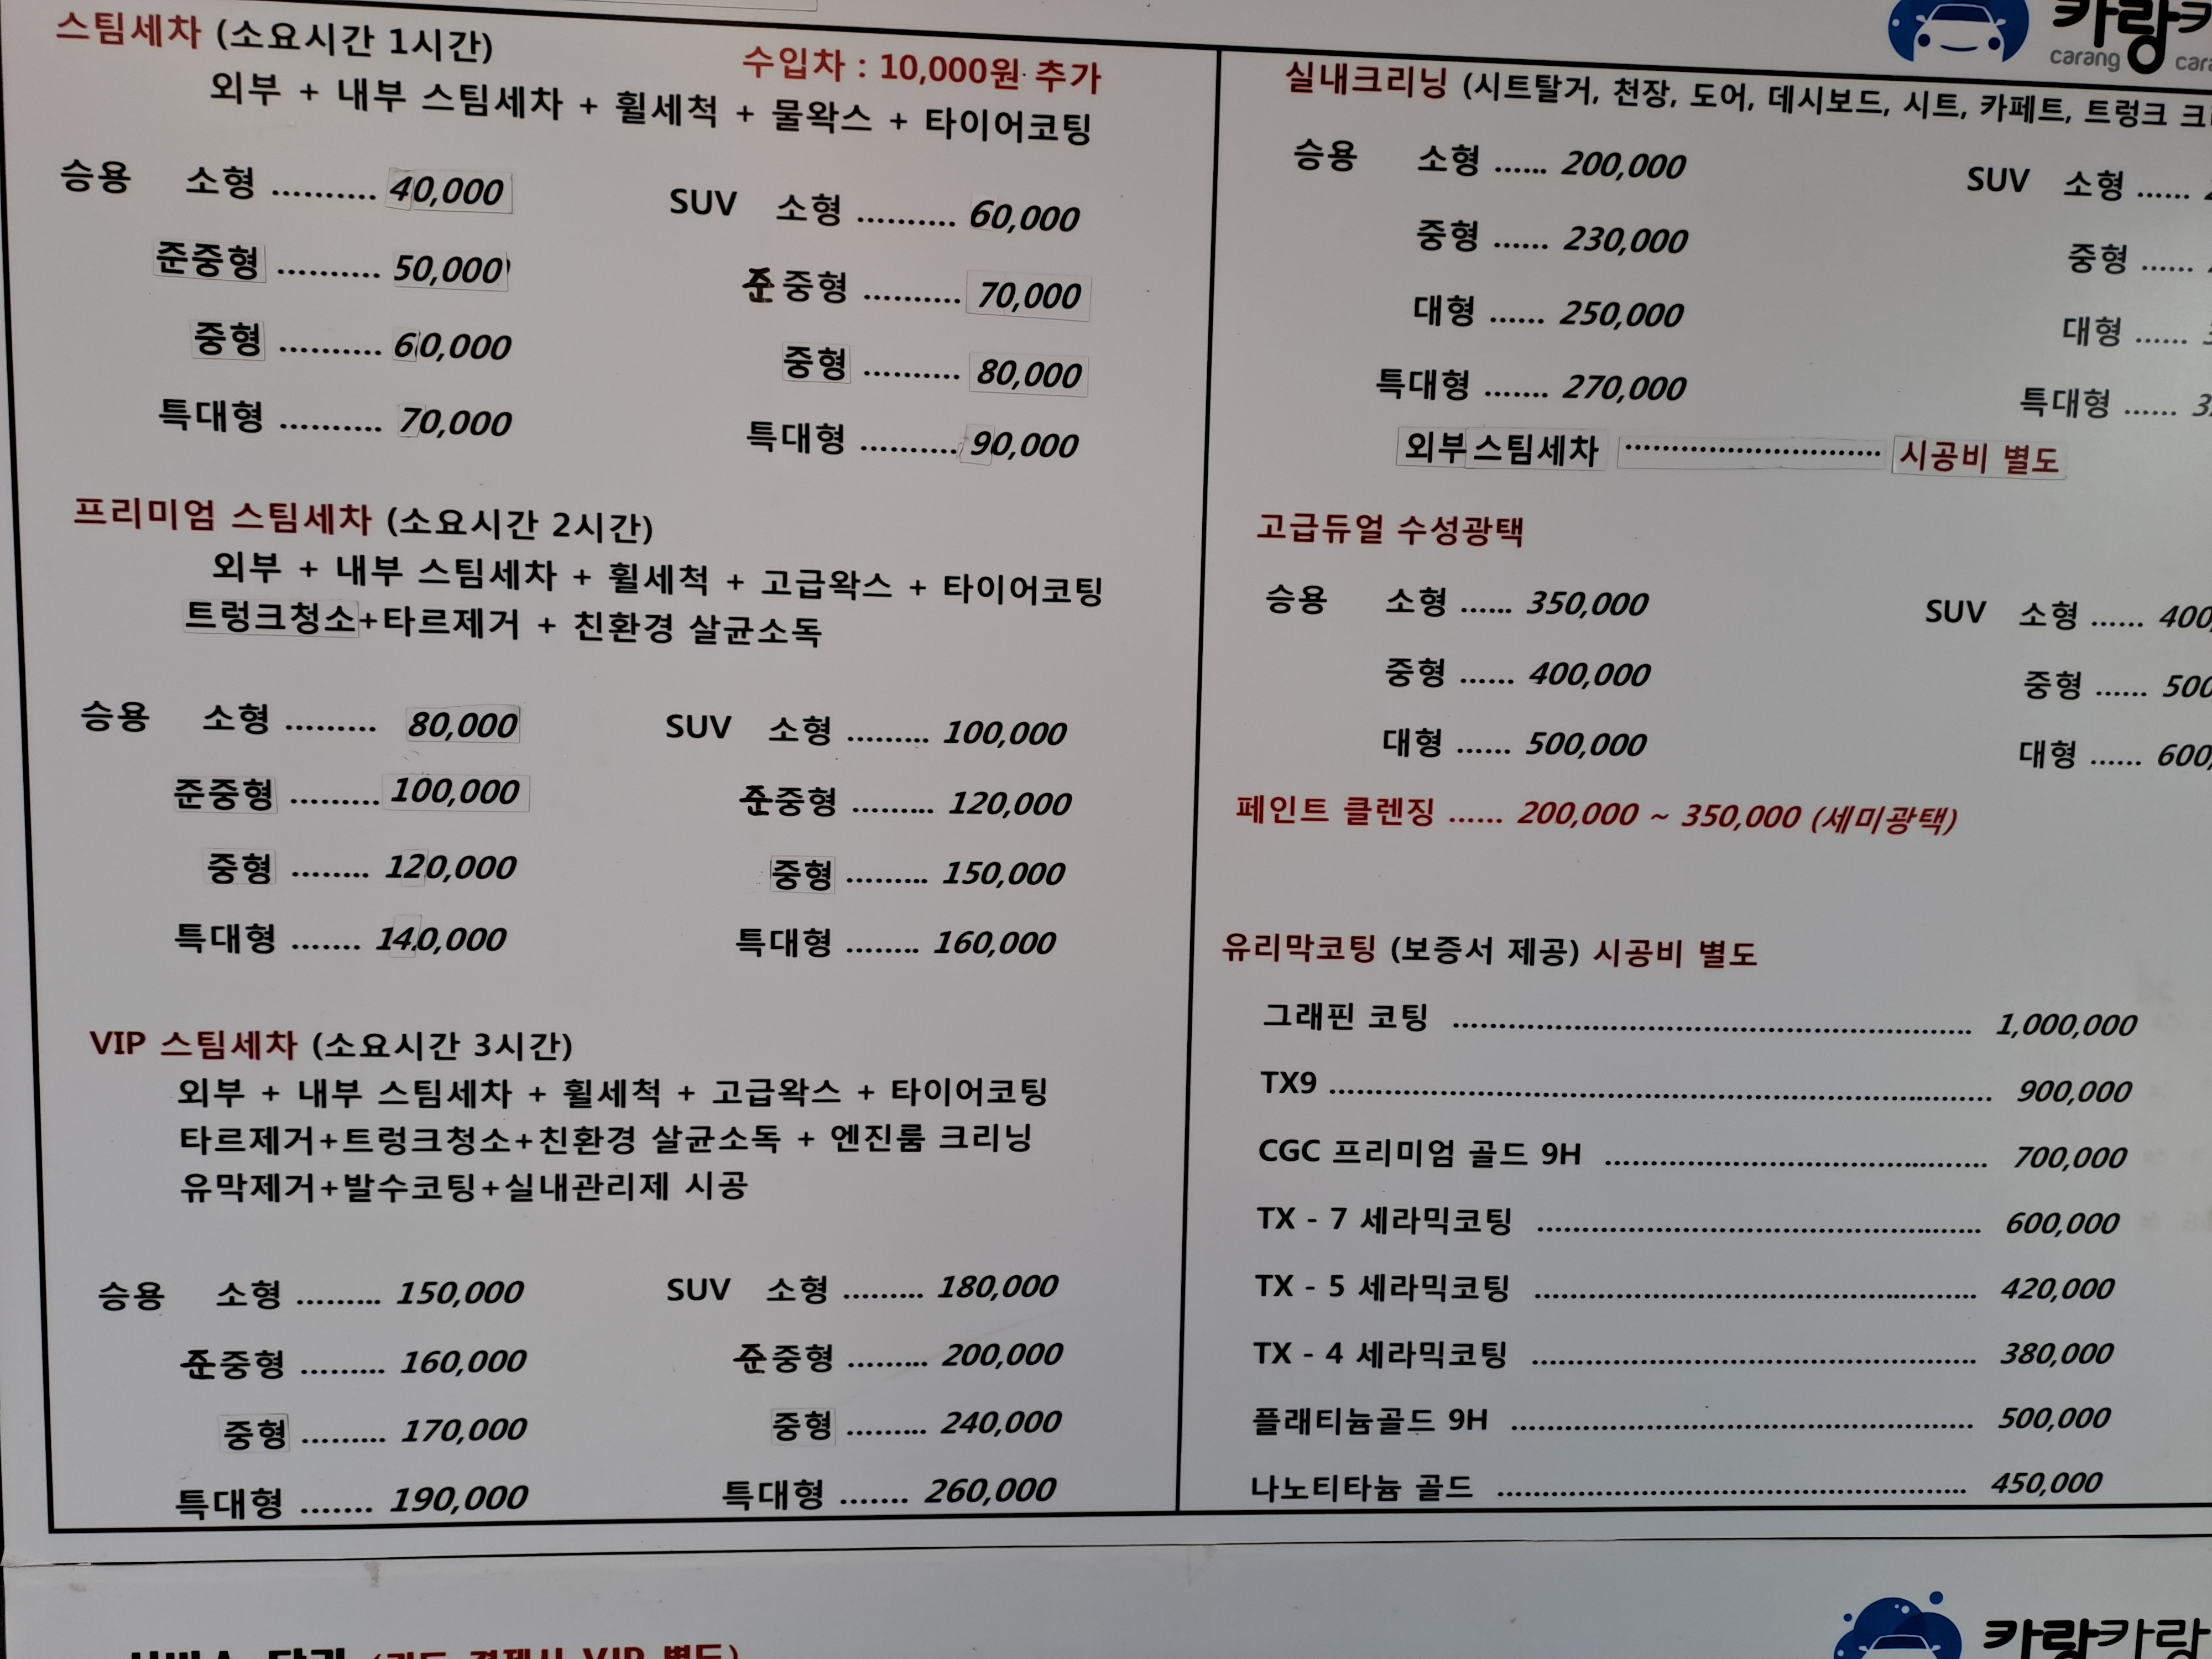 스팀세차 (소요시간 1시간)
수입차 : 10,000원 추가
외부 + 내부 스팀세차 + 휠세척 + 물왁스 + 타이어코팅
승용 소형 .......... 40,000
준중형 .......... 50,000
중형 .......... 60,000
특대형 .......... 70,000
SUV 소형 .......... 60,000
준중형 .......... 70,000
중형 .......... 80,000
특대형 .......... 90,000
프리미엄 스팀세차 (소요시간 2시간)
외부 + 내부 스팀세차 + 휠세척 + 고급왁스 + 타이어코팅
트렁크청소+타르제거 + 친환경 살균소독
승용 소형 ......... 80,000
준중형 ......... 100,000
중형 ........ 120,000
특대형 ....... 140,000
SUV 소형 ......... 100,000
준중형 ......... 120,000
중형 ......... 150,000
특대형 ........ 160,000
VIP 스팀세차 (소요시간 3시간)
외부 + 내부 스팀세차 + 휠세척 + 고급왁스 + 타이어코팅
타르제거+트렁크청소+친환경 살균소독 + 엔진룸 크리닝
유막제거+발수코팅+실내관리제 시공
승용 소형 ......... 150,000
준중형 ......... 160,000
중형 ......... 170,000
특대형 ....... 190,000
SUV 소형 ......... 180,000
준중형 ......... 200,000
중형 ......... 240,000
특대형 ....... 260,000
카랑카
carang
실내크리닝 (시트탈거, 천장, 도어, 데시보드, 시트, 카페트, 트렁크
승용 소형 ...... 200,000
중형 ...... 230,000
대형 ...... 250,000
특대형 ....... 270,000
SUV 소형 ......
중형 ......
대형 ......
특대형 ......
외부스팀세차 ........................... 시공비 별도
고급듀얼 수성광택
승용 소형 ...... 350,000
중형 ...... 400,000
대형 ...... 500,000
SUV 소형 ...... 400,
중형 ...... 500
대형 ...... 600,
페인트 클렌징 ...... 200,000 ~ 350,000 (세미광택)
유리막코팅 (보증서 제공) 시공비 별도
그래핀 코팅 ............................................................ 1,000,000
TX9 ............................................................................ 900,000
CGC 프리미엄 골드 9H ............................................ 700,000
TX - 7 세라믹코팅 .................................................... 600,000
TX - 5 세라믹코팅 .................................................... 420,000
TX - 4 세라믹코팅 .................................................... 380,000
플래티늄골드 9H ...................................................... 500,000
나노티타늄 골드 ...................................................... 450,000
카랑카랑